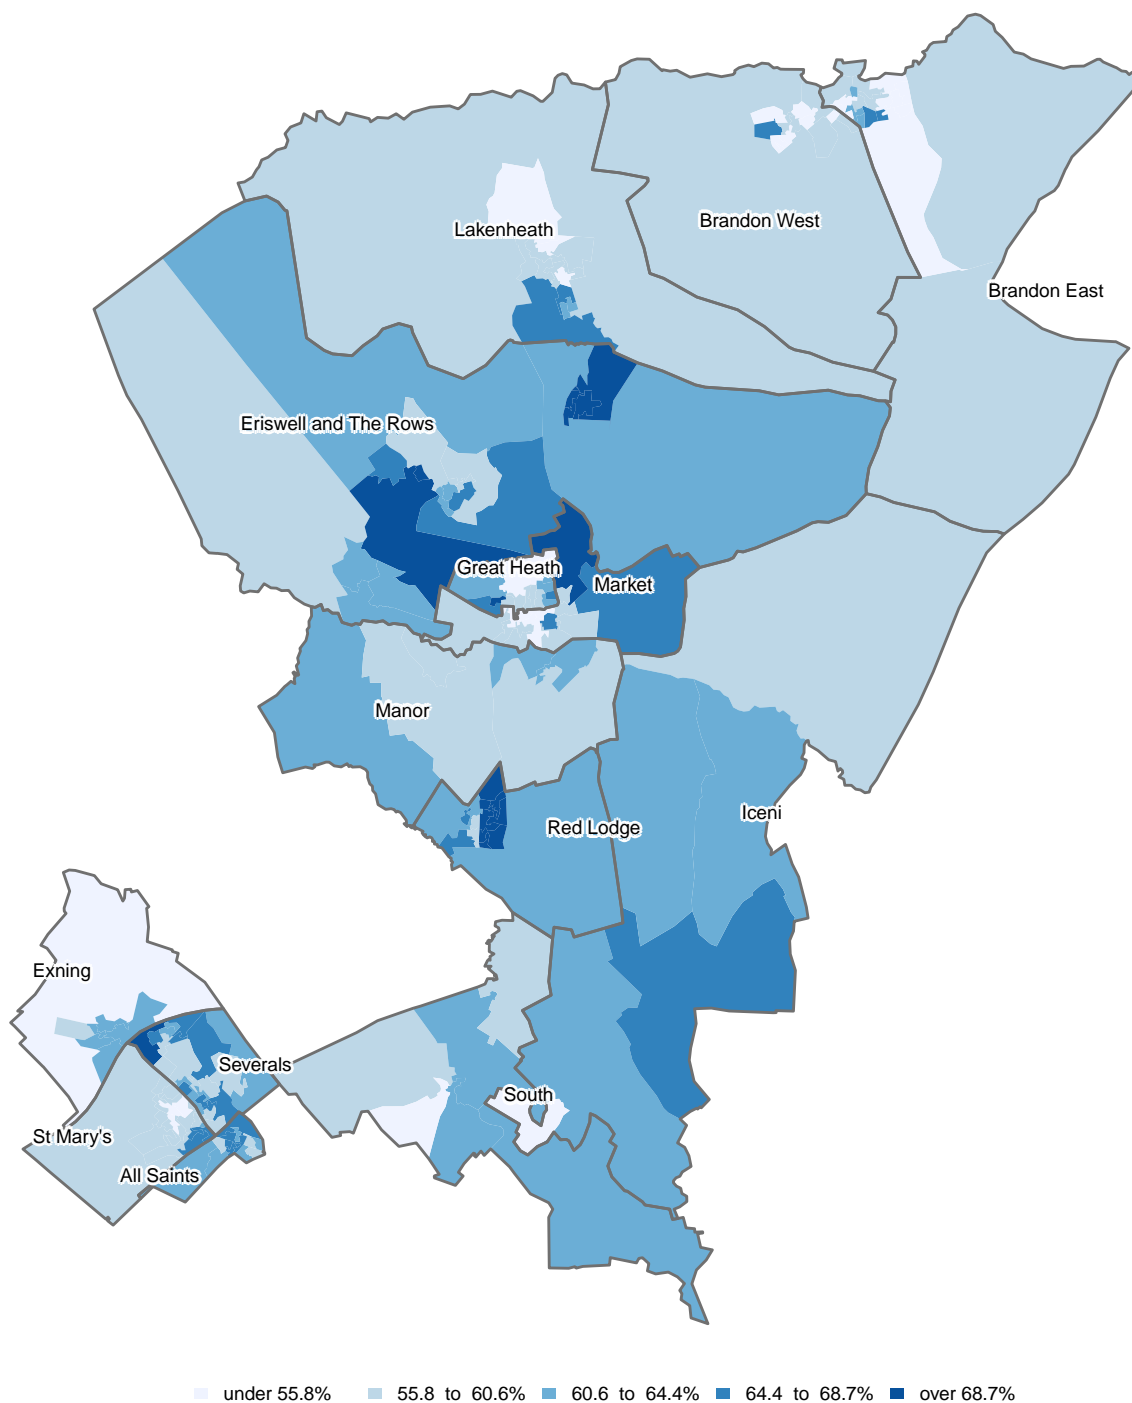 Lakenheath
Brandon West
Brandon East
Eriswell and The Rows
Great Heath
Market
Manor
Iceni
Red Lodge
Exning
Severals
South
St Mary's
All Saints
under 55.8%
55.8 to 60.6%
60.6 to 64.4%
64.4 to 68.7%
over 68.7%